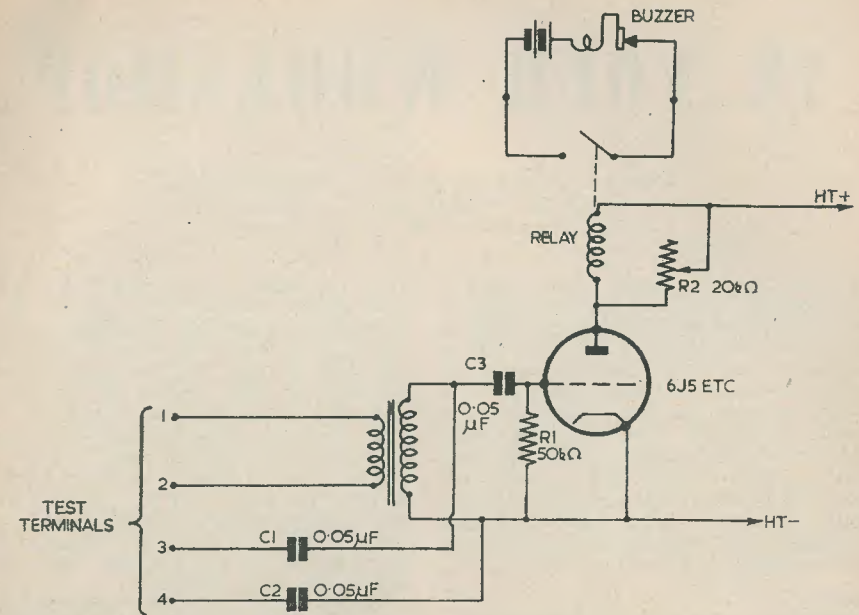 BUZZER
HT+
RELAY
R2 20kΩ
C3
6J5 ETC
0·05
μF
R1
50kΩ
1
2
TEST
TERMINALS
HT-
3
C1 0·05μF
4
C2 0·05μF